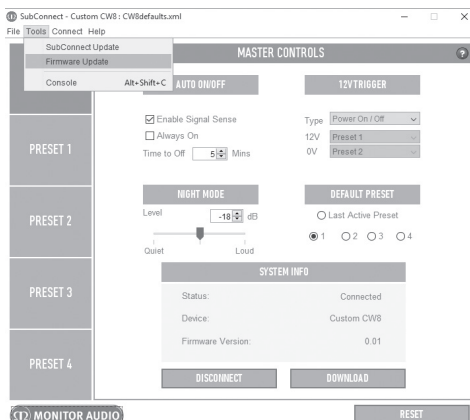 SubConnect - Custom CW8 : CW8defaults.xml
File Tools Connect Help
SubConnect Update
Firmware Update
Console Alt+Shift+C
MASTER CONTROLS
?
AUTO ON/OFF
Enable Signal Sense
Always On
Time to Off 5 Mins
12V TRIGGER
Type Power On / Off
12V Preset 1
0V Preset 2
NIGHT MODE
Level -18 dB
Quiet Loud
DEFAULT PRESET
Last Active Preset
1 2 3 4
SYSTEM INFO
Status: Connected
Device: Custom CW8
Firmware Version: 0.01
DISCONNECT DOWNLOAD
PRESET 1
PRESET 2
PRESET 3
PRESET 4
MONITOR AUDIO
RESET